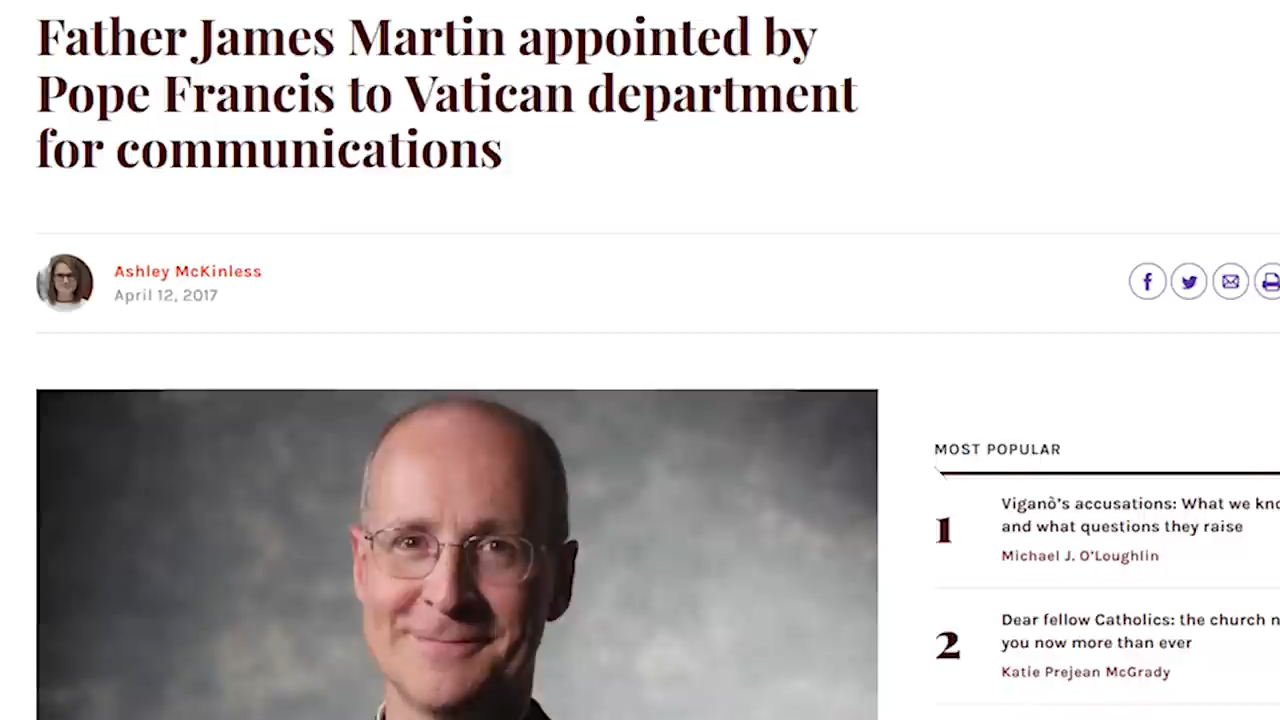 Father James Martin appointed by
Pope Francis to Vatican department
for communications
Ashley McKinless
April 12, 2017
MOST POPULAR
1
Viganò's accusations: What we
and what questions they raise
Michael J. O'Loughlin
2
Dear fellow Catholics: the church
you now more than ever
Katie Prejean McGrady